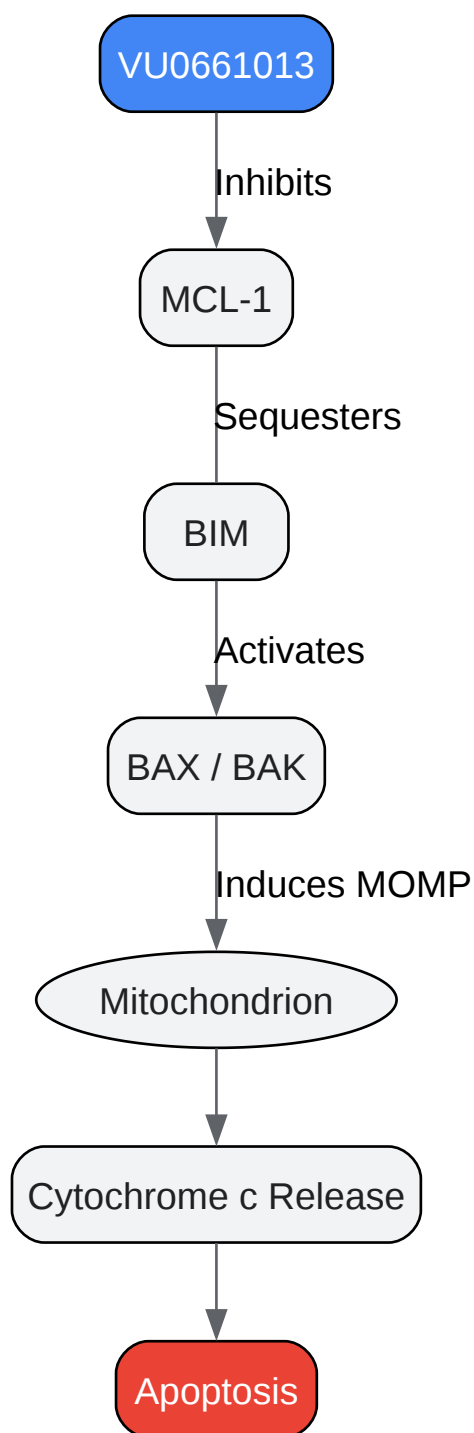 VU0661013
Inhibits
MCL-1
Sequesters
BIM
Activates
BAX / BAK
Induces MOMP
Mitochondrion
Cytochrome c Release
Apoptosis